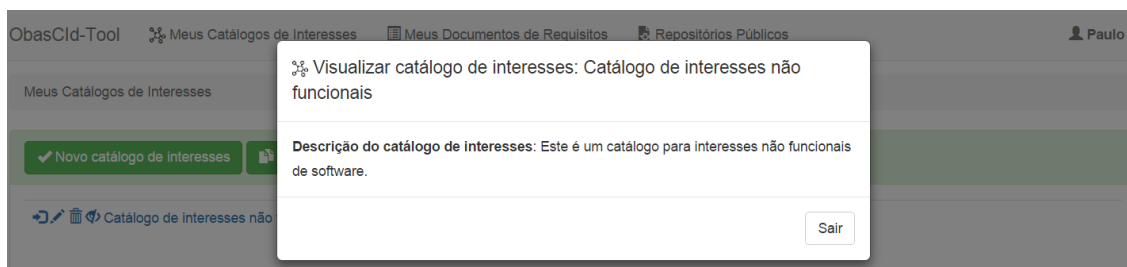 ObasCId-Tool Meus Catálogos de Interesses Meus Documentos de Requisitos Repositórios Públicos Paulo
Visualizar catálogo de interesses: Catálogo de interesses não
funcionais
Meus Catálogos de Interesses
Descrição do catálogo de interesses: Este é um catálogo para interesses não funcionais
de software.
Novo catálogo de interesses
Catálogo de interesses não
Sair